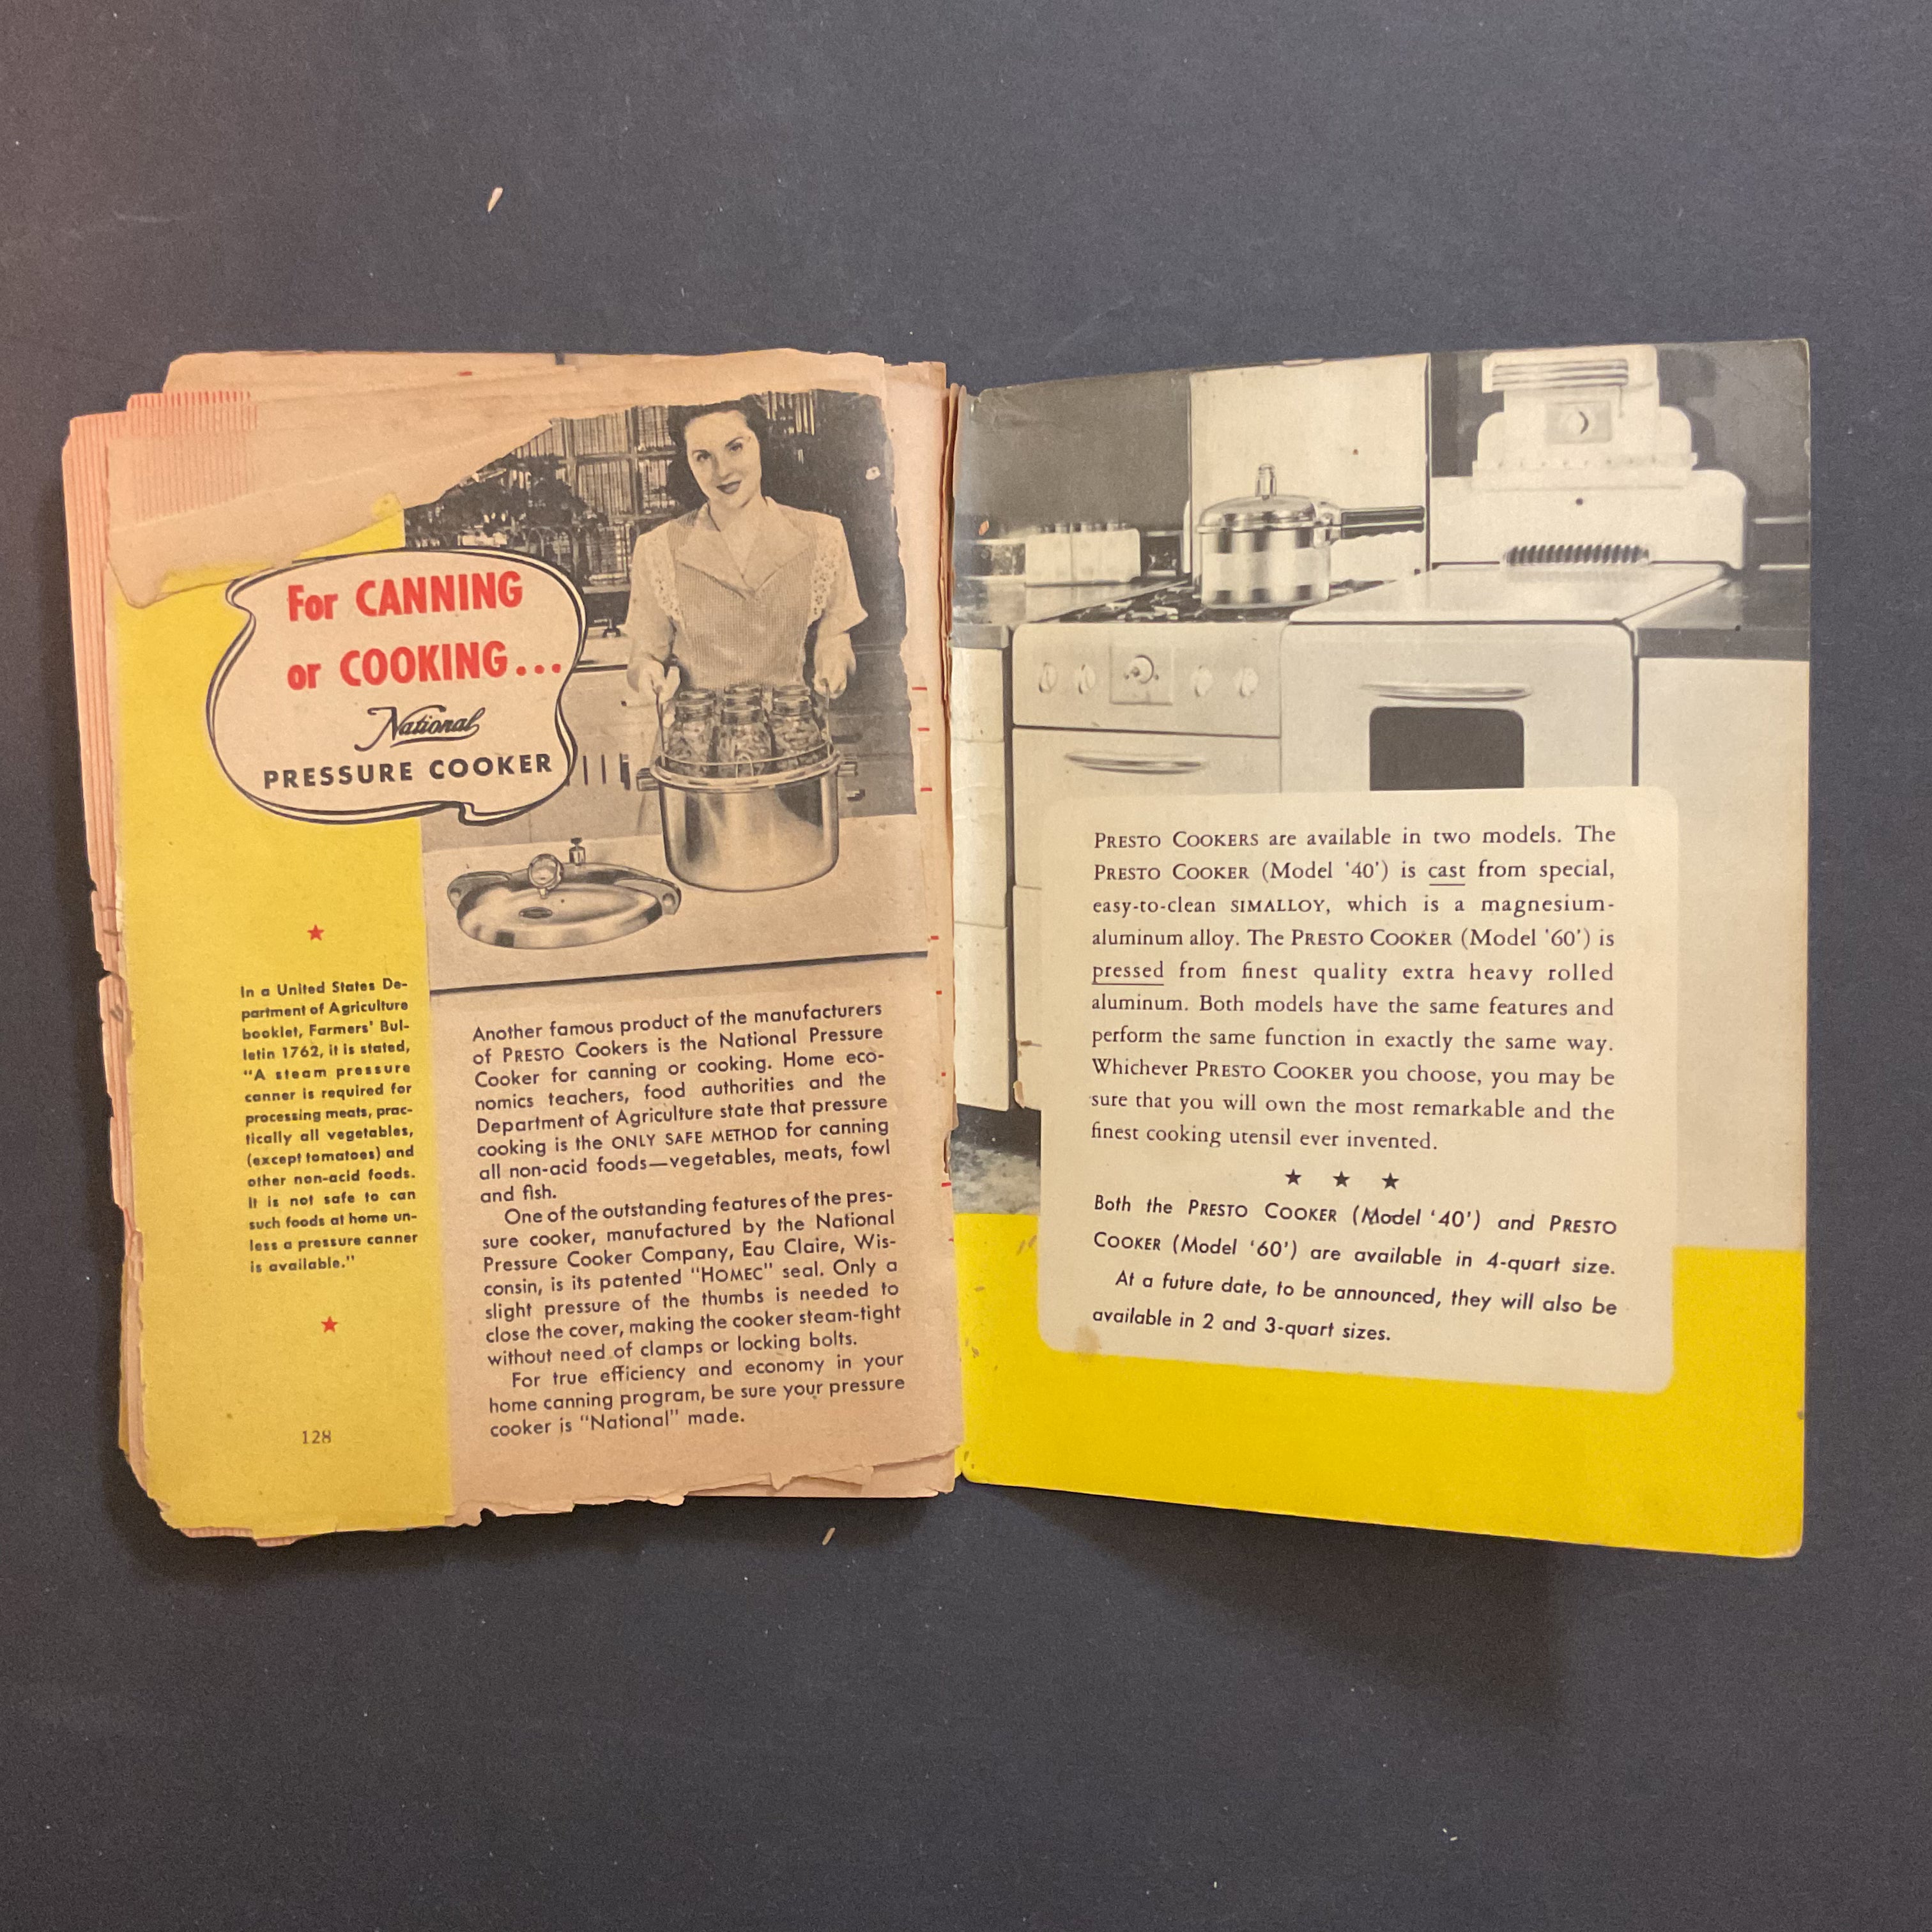 For CANNING
or COOKING...
National
PRESSURE COOKER
In a United States De-
partment of Agriculture
booklet, Farmers' Bul-
letin 1762, it is stated,
"A steam pressure
canner is required for
processing meats, prac-
tically all vegetables,
(except tomatoes) and
other non-acid foods.
It is not safe to can
such foods at home un-
less a pressure canner
is available."
128
Another famous product of the manufacturers
of PRESTO Cookers is the National Pressure
Cooker for canning or cooking. Home eco-
nomics teachers, food authorities and the
Department of Agriculture state that pressure
cooking is the ONLY SAFE METHOD for canning
all non-acid foods—vegetables, meats, fowl
and fish.
One of the outstanding features of the pres-
sure cooker, manufactured by the National
Pressure Cooker Company, Eau Claire, Wis-
consin, is its patented "HOMEC" seal. Only a
slight pressure of the thumbs is needed to
close the cover, making the cooker steam-tight
without need of clamps or locking bolts.
For true efficiency and economy in your
home canning program, be sure your pressure
cooker is "National" made.
PRESTO COOKERS are available in two models. The
PRESTO COOKER (Model '40') is cast from special,
easy-to-clean SIMALLOY, which is a magnesium-
aluminum alloy. The PRESTO COOKER (Model '60') is
pressed from finest quality extra heavy rolled
aluminum. Both models have the same features and
perform the same function in exactly the same way.
Whichever PRESTO COOKER you choose, you may be
sure that you will own the most remarkable and the
finest cooking utensil ever invented.
★ ★ ★
Both the PRESTO COOKER (Model '40') and PRESTO
COOKER (Model '60') are available in 4-quart size.
At a future date, to be announced, they will also be
available in 2 and 3-quart sizes.